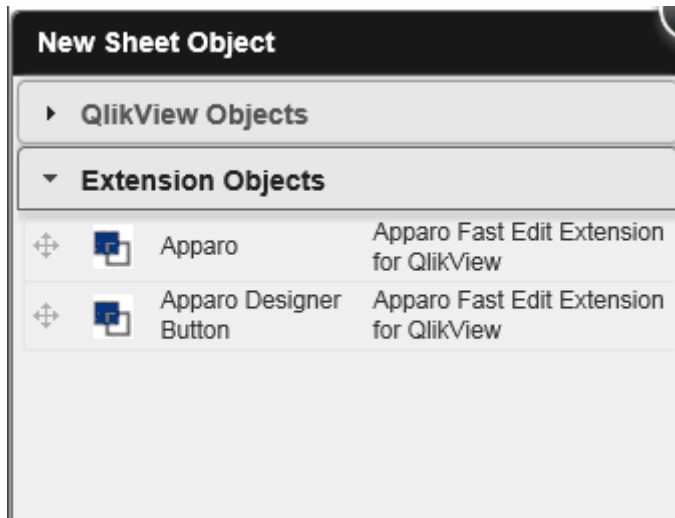 New Sheet Object
QlikView Objects
Extension Objects
Apparo
Apparo Fast Edit Extension
for QlikView
Apparo Designer
Button
Apparo Fast Edit Extension
for QlikView